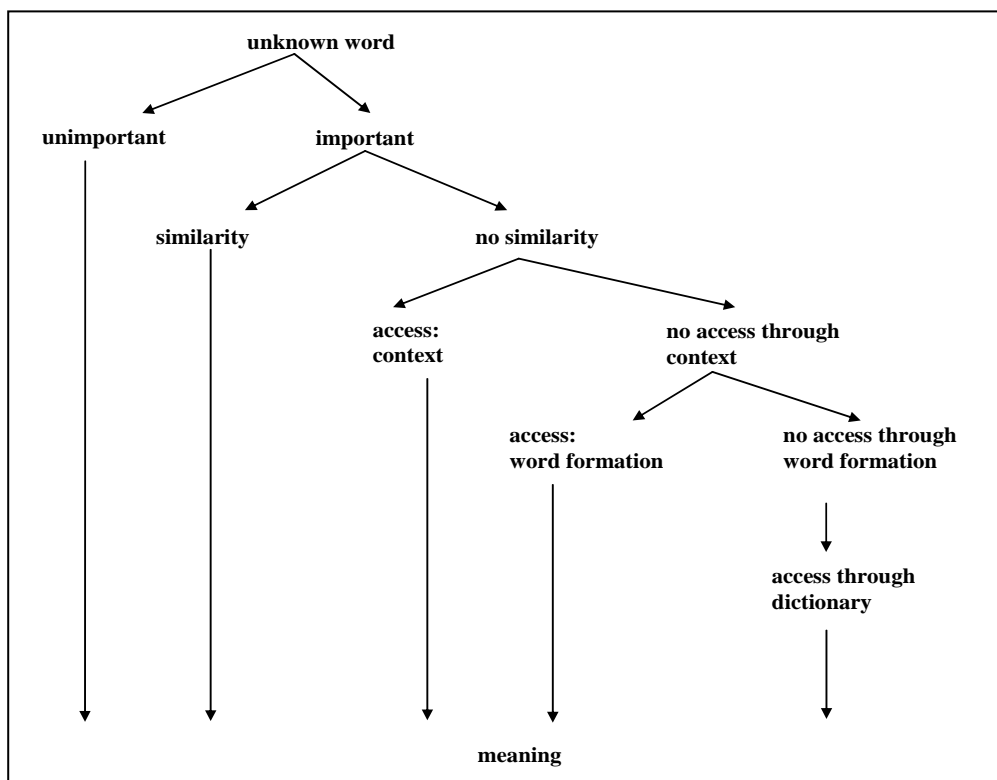 unknown word
unimportant
important
similarity
no similarity
access:
context
no access through
context
access:
word formation
no access through
word formation
access through
dictionary
meaning